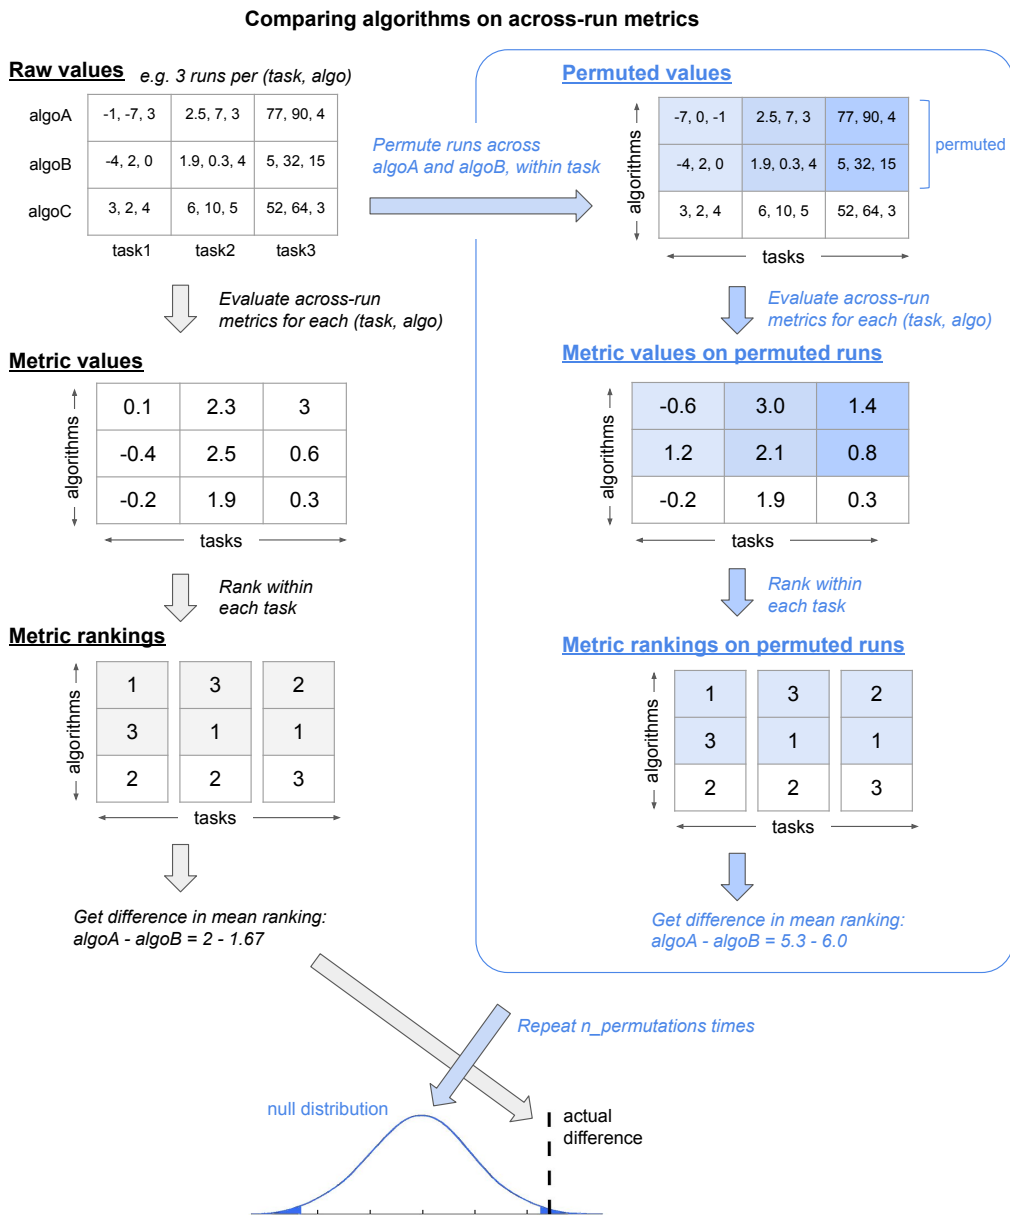 Comparing algorithms on across-run metrics
Raw values
e.g. 3 runs per (task, algo)
algoA
-1, -7, 3
2.5, 7, 3
77, 90, 4
algoB
-4, 2, 0
1.9, 0.3, 4
5, 32, 15
algoC
3, 2, 4
6, 10, 5
52, 64, 3
task1
task2
task3
Permute runs across
algoA and algoB, within task
Permuted values
algorithms
-7, 0, -1
2.5, 7, 3
77, 90, 4
-4, 2, 0
1.9, 0.3, 4
5, 32, 15
3, 2, 4
6, 10, 5
52, 64, 3
permuted
tasks
Evaluate across-run
metrics for each (task, algo)
Evaluate across-run
metrics for each (task, algo)
Metric values
algorithms
0.1
2.3
3
-0.4
2.5
0.6
-0.2
1.9
0.3
tasks
Metric values on permuted runs
algorithms
-0.6
3.0
1.4
1.2
2.1
0.8
-0.2
1.9
0.3
tasks
Rank within
each task
Rank within
each task
Metric rankings
algorithms
1
3
2
3
1
1
2
2
3
tasks
Metric rankings on permuted runs
algorithms
1
3
2
3
1
1
2
2
3
tasks
Get difference in mean ranking:
algoA - algoB = 2 - 1.67
Get difference in mean ranking:
algoA - algoB = 5.3 - 6.0
Repeat n_permutations times
null distribution
actual
difference